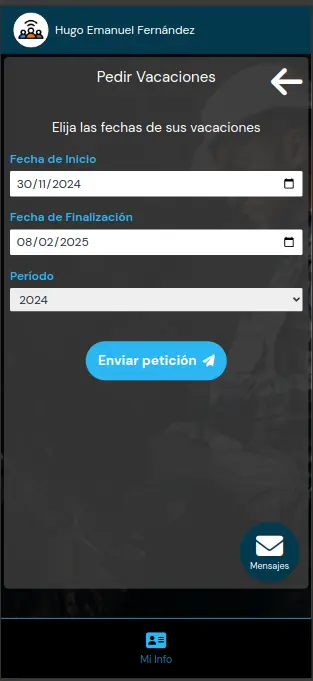 Hugo Emanuel Fernández
Pedir Vacaciones
Elija las fechas de sus vacaciones
Fecha de Inicio
30/11/2024
Fecha de Finalización
08/02/2025
Período
2024
Enviar petición
Mensajes
Mi Info